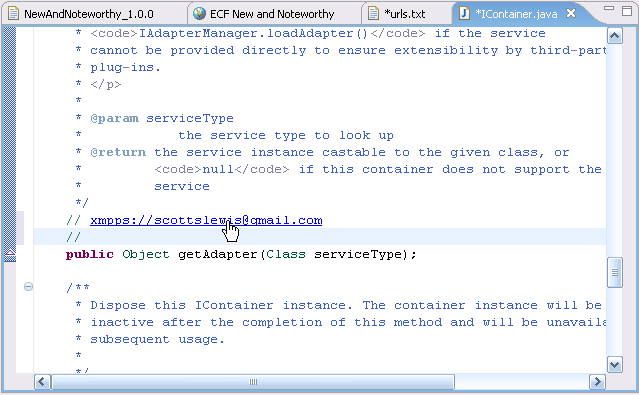 NewAndNoteworthy_1.0.0
ECF New and Noteworthy
*urls.txt
*IContainer.java
* <code>IAdapterManager.loadAdapter()</code> if the service
* cannot be provided directly to ensure extensibility by third-part
* plug-ins.
* </p>
*
* @param serviceType
* the service type to look up
* @return the service instance castable to the given class, or
* <code>null</code> if this container does not support the
* service
*/
// xmpps://scottslewis@gmail.com
//
public Object getAdapter(Class serviceType);
/**
* Dispose this IContainer instance. The container instance will be
* inactive after the completion of this method and will be unavaila
* subsequent usage.
*
*/